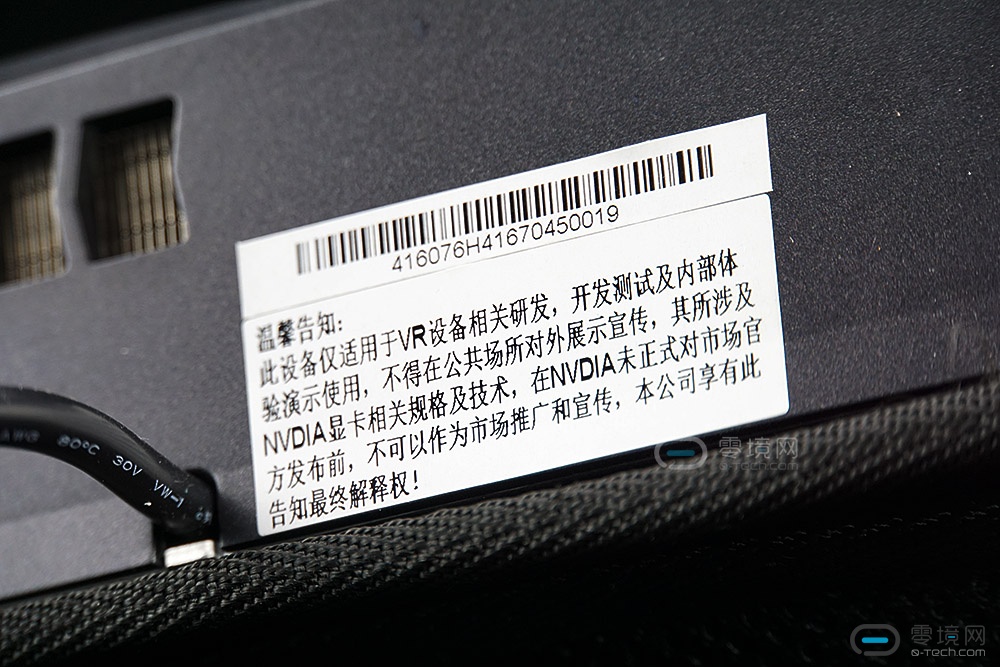 416076H41670450019
温馨告知：
此设备仅适用于VR设备相关研发，开发测试及内部体
验演示使用，不得在公共场所对外展示宣传，其所涉及
NVDIA显卡相关规格及技术，在NVDIA未正式对市场官
方发布前，不可以作为市场推广和宣传，本公司享有此
告知最终解释权！
AWG 80°C 30V VW-1
零境网
e-tech.com
零境网
e-tech.com